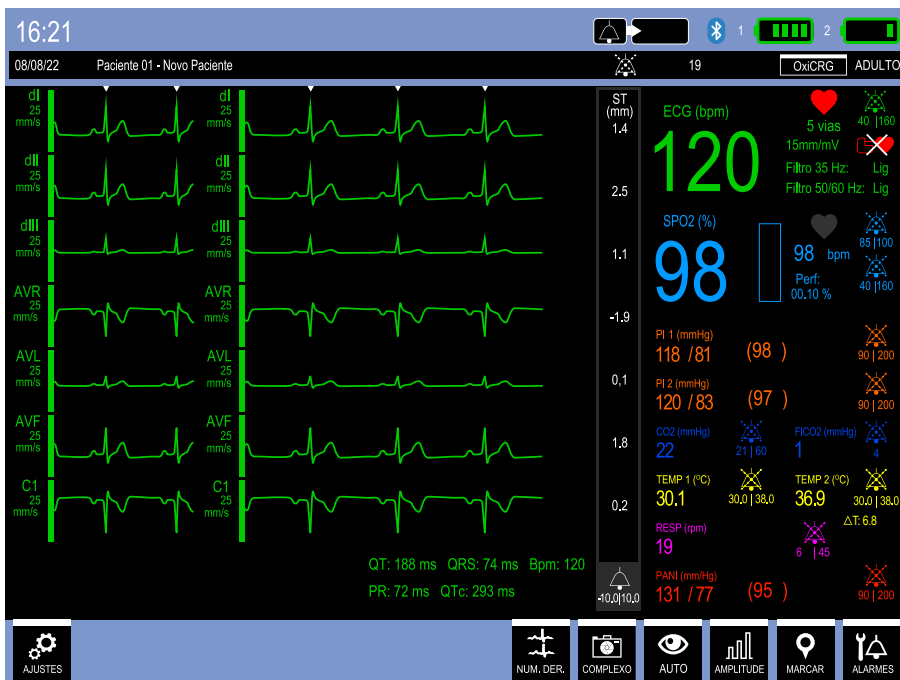 16:21
1
2
08/08/22 Paciente 01 - Novo Paciente 19 OxiCRG ADULTO
dI
25
mm/s
dI
25
mm/s
dII
25
mm/s
dII
25
mm/s
dIII
25
mm/s
dIII
25
mm/s
AVR
25
mm/s
AVR
25
mm/s
AVL
25
mm/s
AVL
25
mm/s
AVF
25
mm/s
AVF
25
mm/s
C1
25
mm/s
C1
25
mm/s
QT: 188 ms QRS: 74 ms Bpm: 120
PR: 72 ms QTc: 293 ms
ST
(mm)
1.4
2.5
1.1
-1.9
0,1
1.8
0.2
-10.0|10.0
ECG (bpm)
120
5 vias
15mm/mV
Filtro 35 Hz: Lig
Filtro 50/60 Hz: Lig
40 |160
SPO2 (%)
98
98 bpm
Perf:
00.10 %
85|100
40 |160
PI 1 (mmHg)
118 /81 (98 )
90 | 200
PI 2 (mmHg)
120 / 83 (97 )
90 | 200
CO2 (mmHg)
22
21 | 60
FICO2 (mmHg)
1
4
TEMP 1 (ºC)
30.1
30.0 | 38.0
TEMP 2 (ºC)
36.9
30.0 | 38.0
△T: 6.8
RESP (rpm)
19
6 | 45
PANI (mm/Hg)
131 / 77 (95 )
90 | 200
AJUSTES
NUM. DER.
COMPLEXO
AUTO
AMPLITUDE
MARCAR
ALARMES